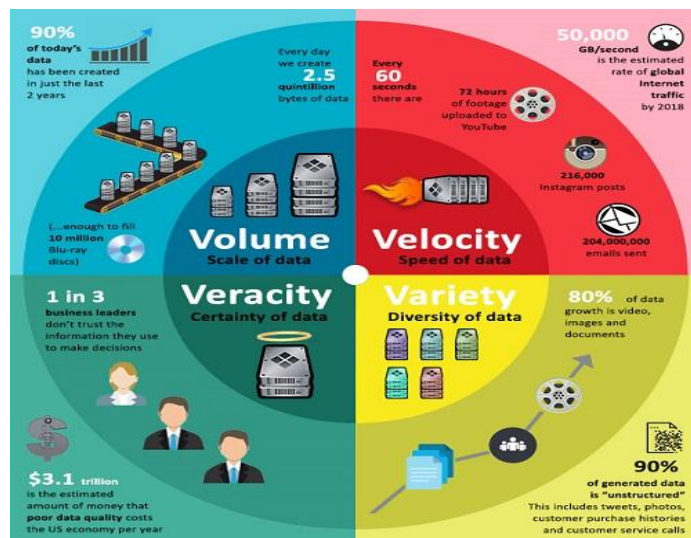 90%
of today's
data
has been created
in just the last
2 years
Every day
we create
2.5
quintillion
bytes of data
(...enough to fill
10 million
Blu-ray
discs)
Volume
Scale of data
Every
60
seconds
there are
72 hours
of footage
uploaded to
YouTube
50,000
GB/second
is the estimated
rate of global
Internet
traffic
by 2018
216,000
Instagram posts
204,000,000
emails sent
Velocity
Speed of data
Veracity
Certainty of data
1 in 3
business leaders
don't trust the
information they use
to make decisions
$3.1 trillion
is the estimated
amount of money that
poor data quality costs
the US economy per year
Variety
Diversity of data
80% of data
growth is video,
images and
documents
90%
of generated data
is "unstructured"
This includes tweets, photos,
customer purchase histories
and customer service calls